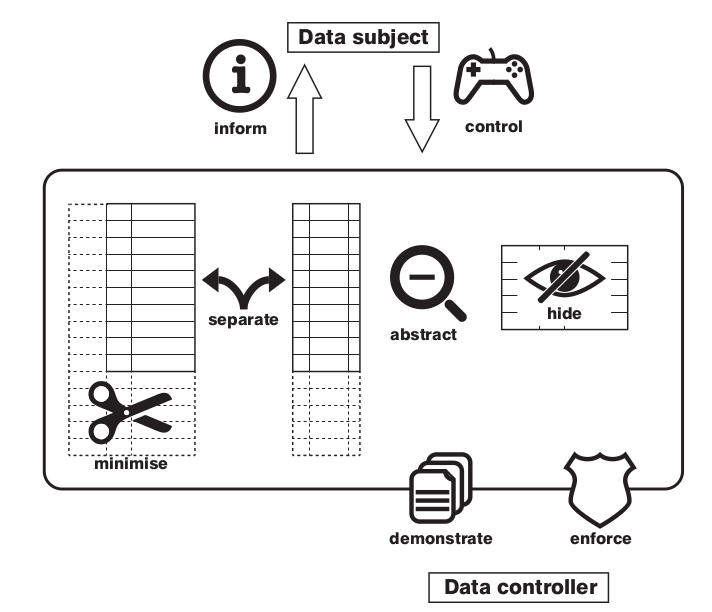 Data subject
inform
control
separate
abstract
hide
minimise
demonstrate
enforce
Data controller